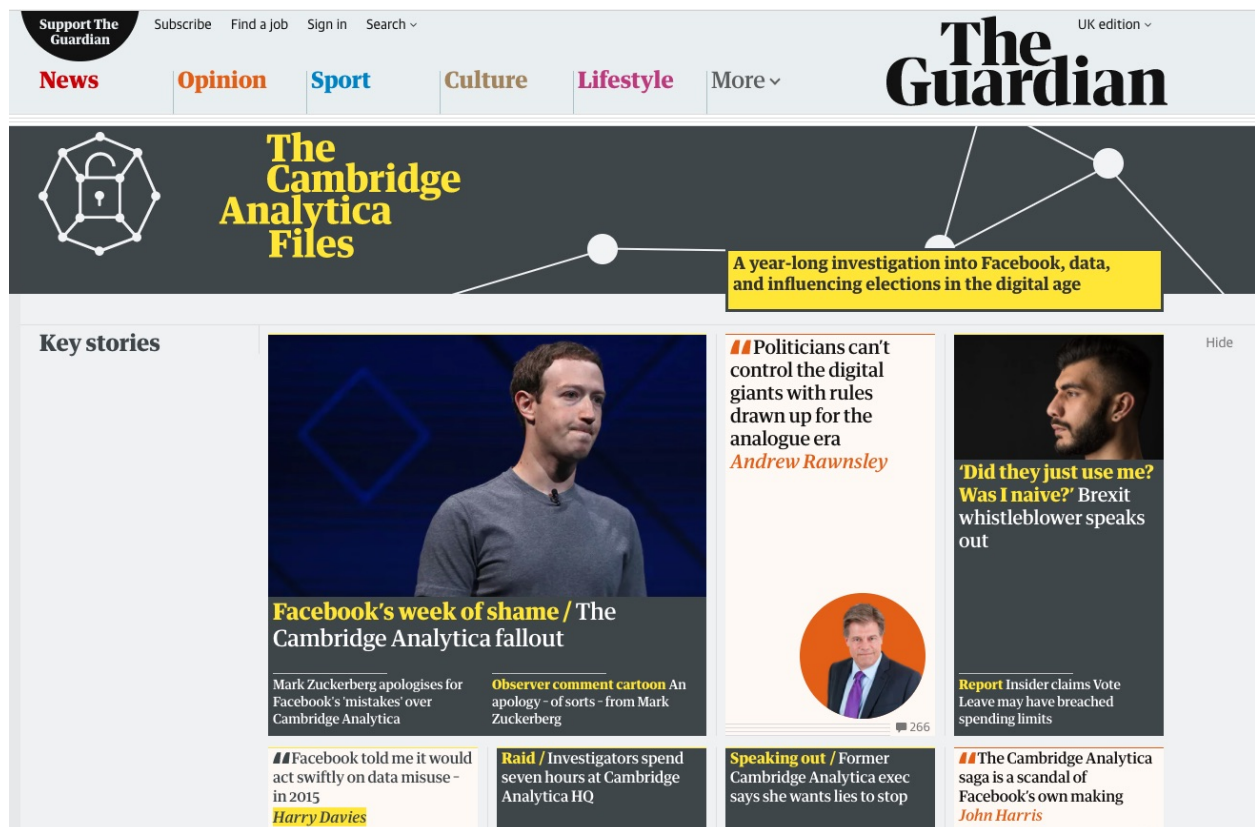 Support The
Guardian
Subscribe
Find a job
Sign in
Search
UK edition
The
Guardian
News
Opinion
Sport
Culture
Lifestyle
More
The
Cambridge
Analytica
Files
A year-long investigation into Facebook, data,
and influencing elections in the digital age
Key stories
Hide
Facebook's week of shame / The
Cambridge Analytica fallout
Mark Zuckerberg apologises for
Facebook's 'mistakes' over
Cambridge Analytica
Observer comment cartoon An
apology - of sorts - from Mark
Zuckerberg
Politicians can't
control the digital
giants with rules
drawn up for the
analogue era
Andrew Rawnsley
266
'Did they just use me?
Was I naive?' Brexit
whistleblower speaks
out
Report Insider claims Vote
Leave may have breached
spending limits
Facebook told me it would
act swiftly on data misuse –
in 2015
Harry Davies
Raid / Investigators spend
seven hours at Cambridge
Analytica HQ
Speaking out / Former
Cambridge Analytica exec
says she wants lies to stop
The Cambridge Analytica
saga is a scandal of
Facebook's own making
John Harris